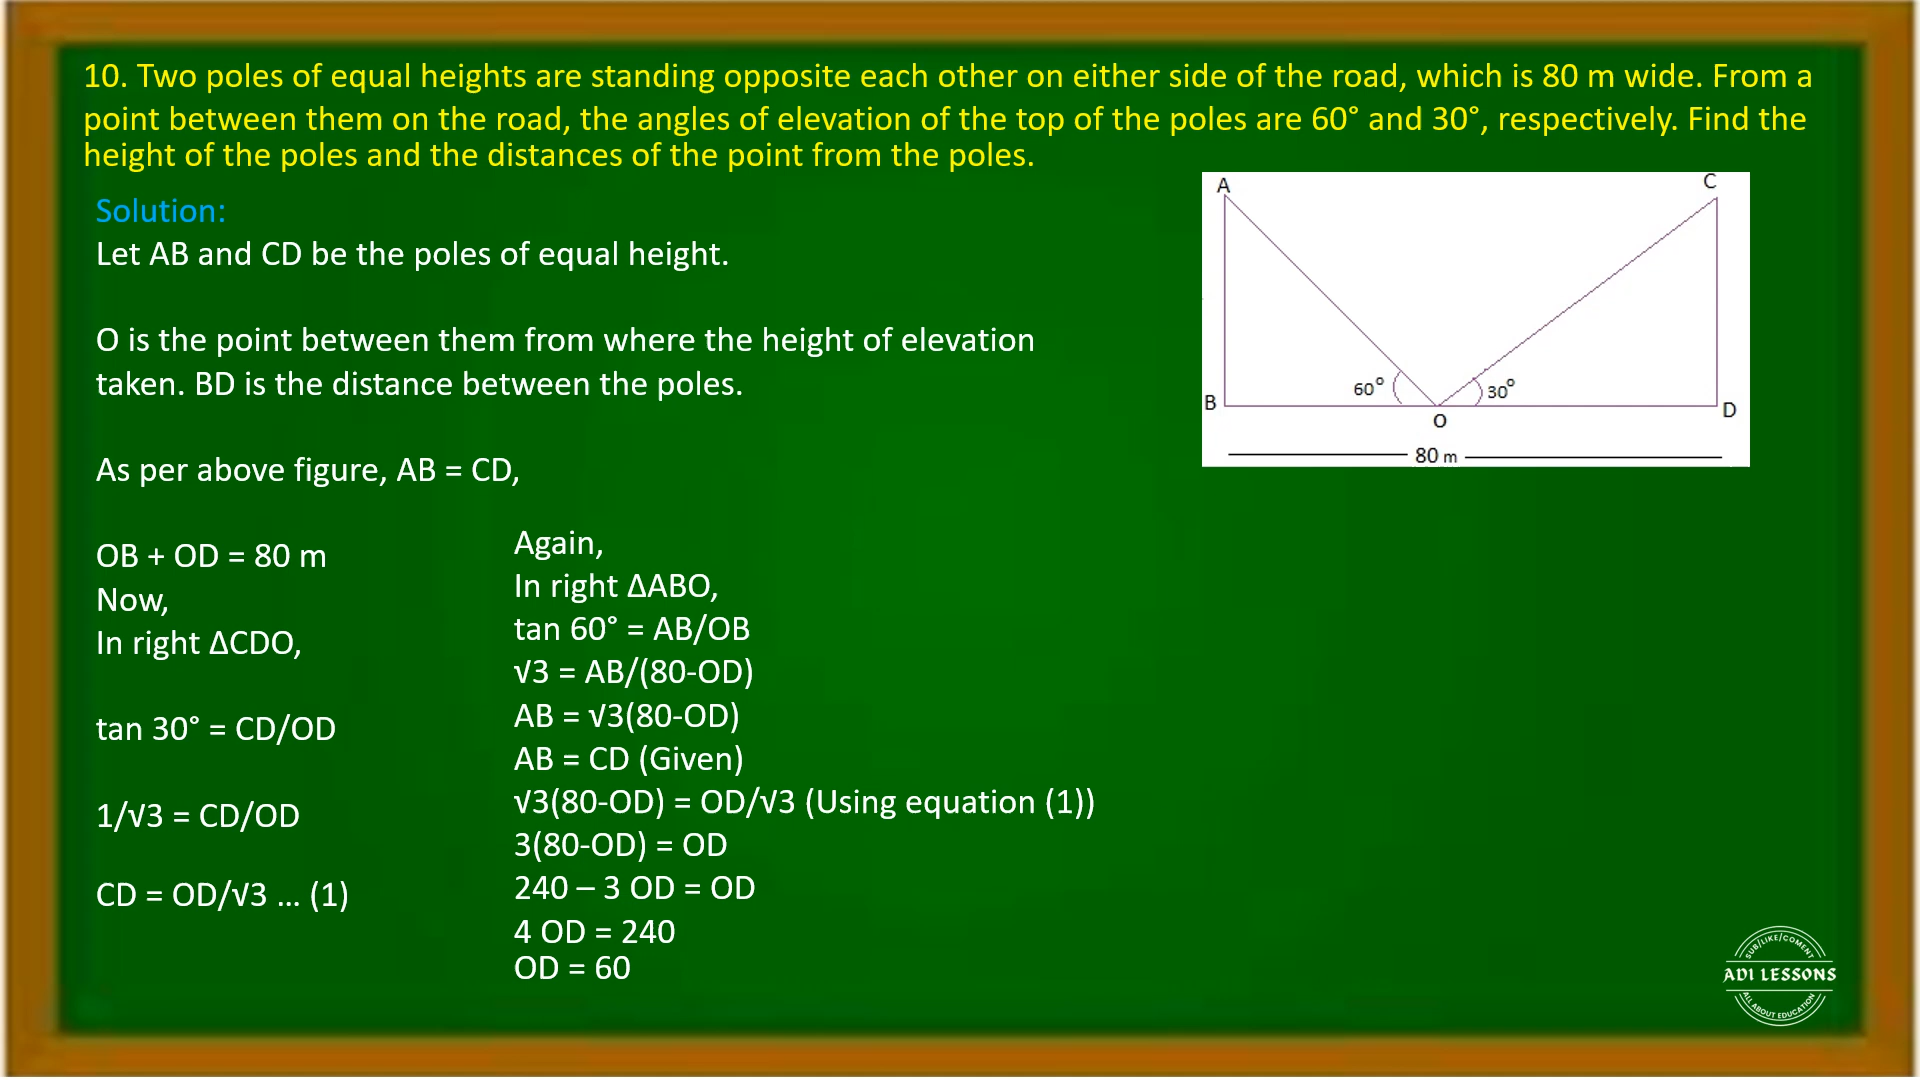 10. Two poles of equal heights are standing opposite each other on either side of the road, which is 80 m wide. From a
point between them on the road, the angles of elevation of the top of the poles are 60° and 30°, respectively. Find the
height of the poles and the distances of the point from the poles.
Solution:
Let AB and CD be the poles of equal height.
O is the point between them from where the height of elevation
taken. BD is the distance between the poles.
As per above figure, AB = CD,
OB + OD = 80 m
Now,
In right ΔCDO,
tan 30° = CD/OD
1/√3 = CD/OD
CD = OD/√3 … (1)
Again,
In right ΔABO,
tan 60° = AB/OB
√3 = AB/(80-OD)
AB = √3(80-OD)
AB = CD (Given)
√3(80-OD) = OD/√3 (Using equation (1))
3(80-OD) = OD
240 – 3 OD = OD
4 OD = 240
OD = 60
A
C
60°
30°
B
O
D
80 m
SUB/LIKE/COMENT
ADI LESSONS
ALL ABOUT EDUCATION